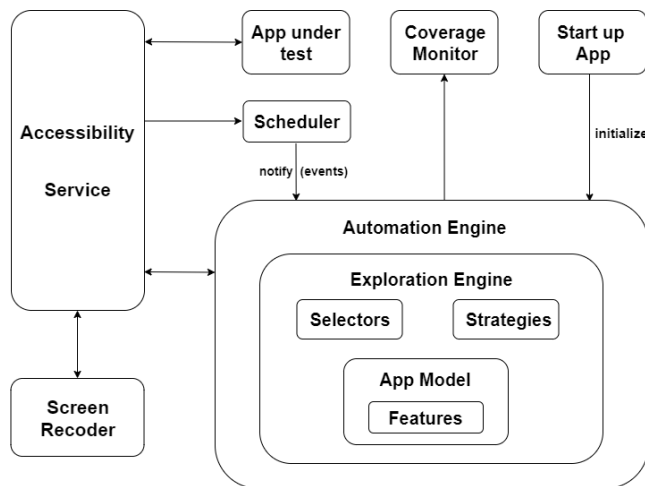 App under
test
Coverage
Monitor
Start up
App
Accessibility
Service
Scheduler
initialize
notify (events)
Automation Engine
Exploration Engine
Selectors
Strategies
App Model
Features
Screen
Recoder